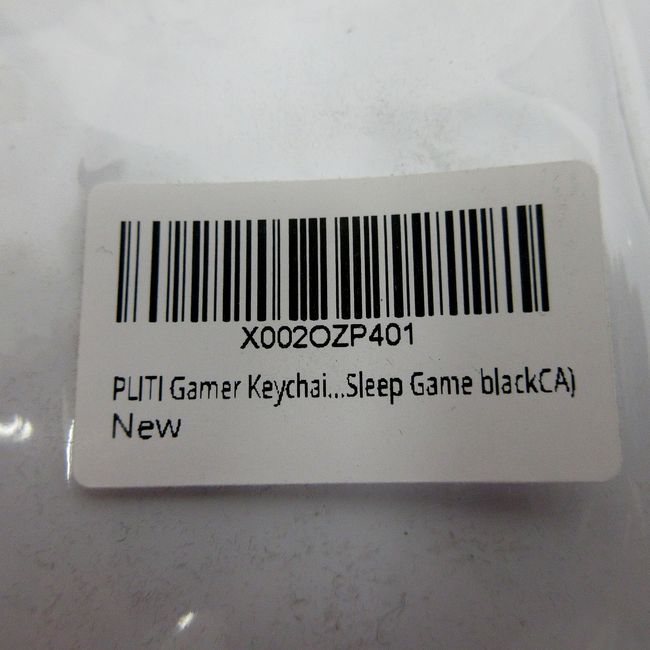 X002OZP401
PLITI Gamer Keychai...Sleep Game blackCA)
New